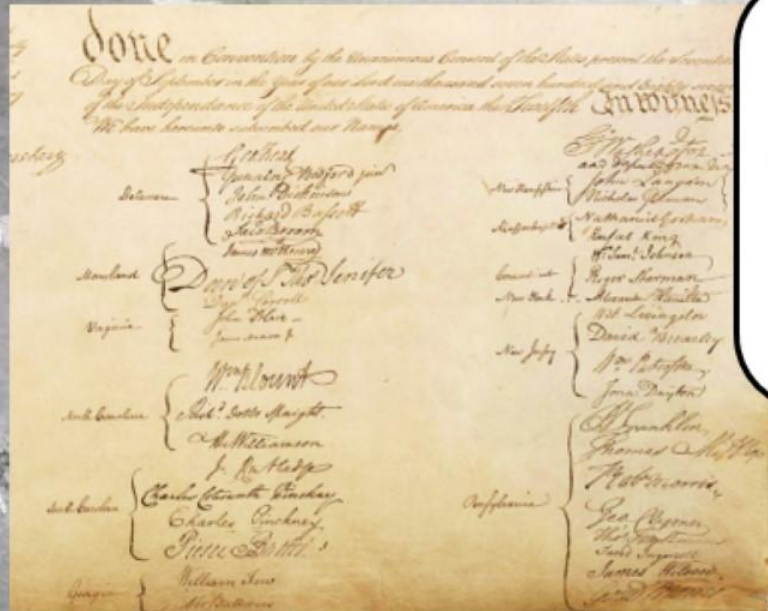 done in Convention by the Unanimous Consent of the States present the Seventeenth
Day of September in the Year of our Lord one thousand seven hundred and Eighty seven
of the Independance of the United States of America the Twelfth In witness
We have hereunto subscribed our Names,
Delaware
Geo: Read
Gunning Bedford jun
John Dickinson
Richard Bassett
Jaco: Broom
Maryland
James McHenry
Dan of St Thos Jenifer
Danl Carroll
Virginia
John Blair
James Madison Jr
North Carolina
Wm Blount
Richd Dobbs Spaight.
Hu Williamson
South Carolina
J. Rutledge
Charles Cotesworth Pinckney
Charles Pinckney
Pierce Butler.
Georgia
William Few
Abr Baldwin
Go Washington
and deputy from
New Hampshire
John Langdon
Nicholas Gilman
Massachusetts
Nathaniel Gorham
Rufus King
Connecticut
Wm Saml Johnson
Roger Sherman
New York
Alexander Hamilton
New Jersey
Wil Livingston
David Brearley
Wm Paterson
Jona: Dayton
Pensylvania
B Franklin
Thomas Mifflin
Robt Morris
Geo. Clymer
Thos FitzSimons
Jared Ingersoll
James Wilson
Gouv Morris